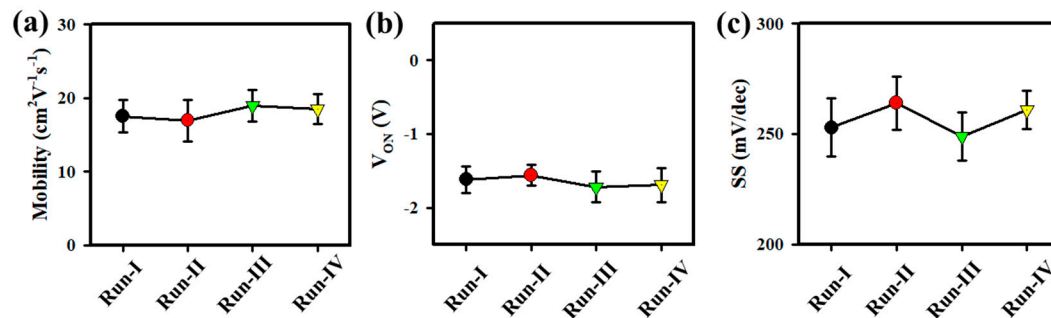 (a)
Mobility (cm²V⁻¹s⁻¹)
30
20
10
0
Run-I
Run-II
Run-III
Run-IV
(b)
V_ON (V)
0
-1
-2
Run-I
Run-II
Run-III
Run-IV
(c)
SS (mV/dec)
300
250
200
Run-I
Run-II
Run-III
Run-IV